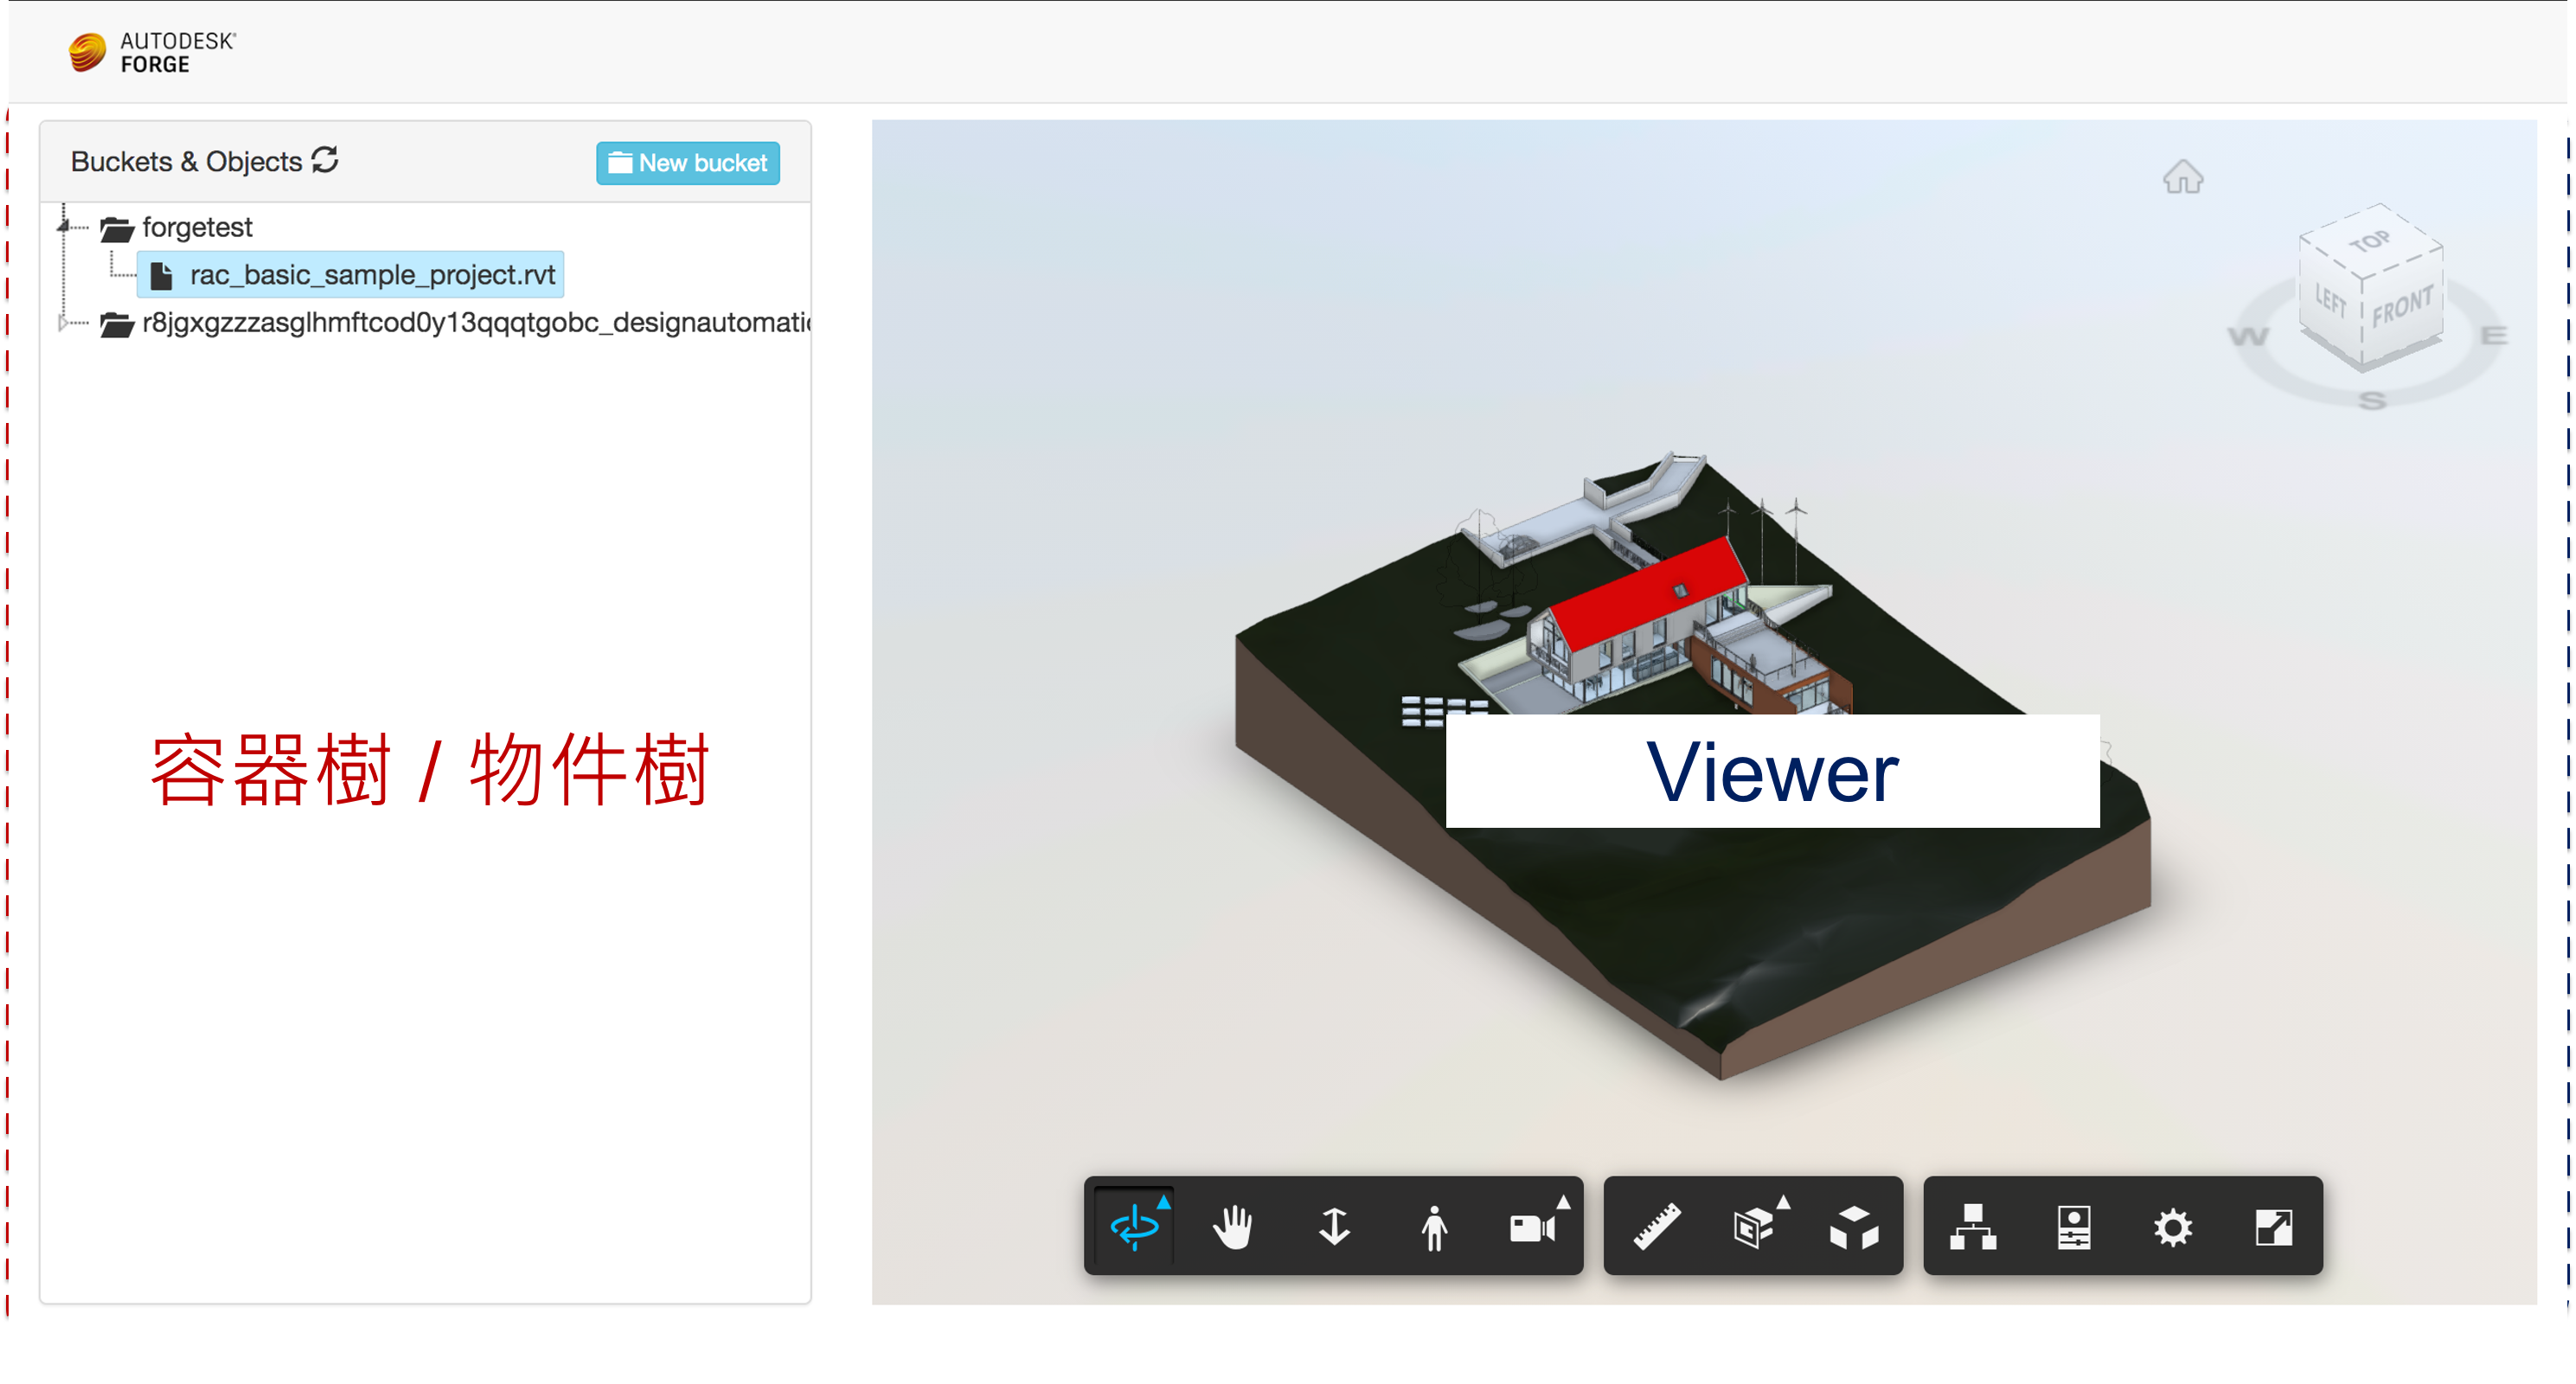 AUTODESK®
FORGE
Buckets & Objects
New bucket
forgetest
rac_basic_sample_project.rvt
r8jgxgzzzasglhmftcod0y13qqqtgobc_designautomati
容器樹 / 物件樹
TOP
LEFT
FRONT
W
E
S
Viewer